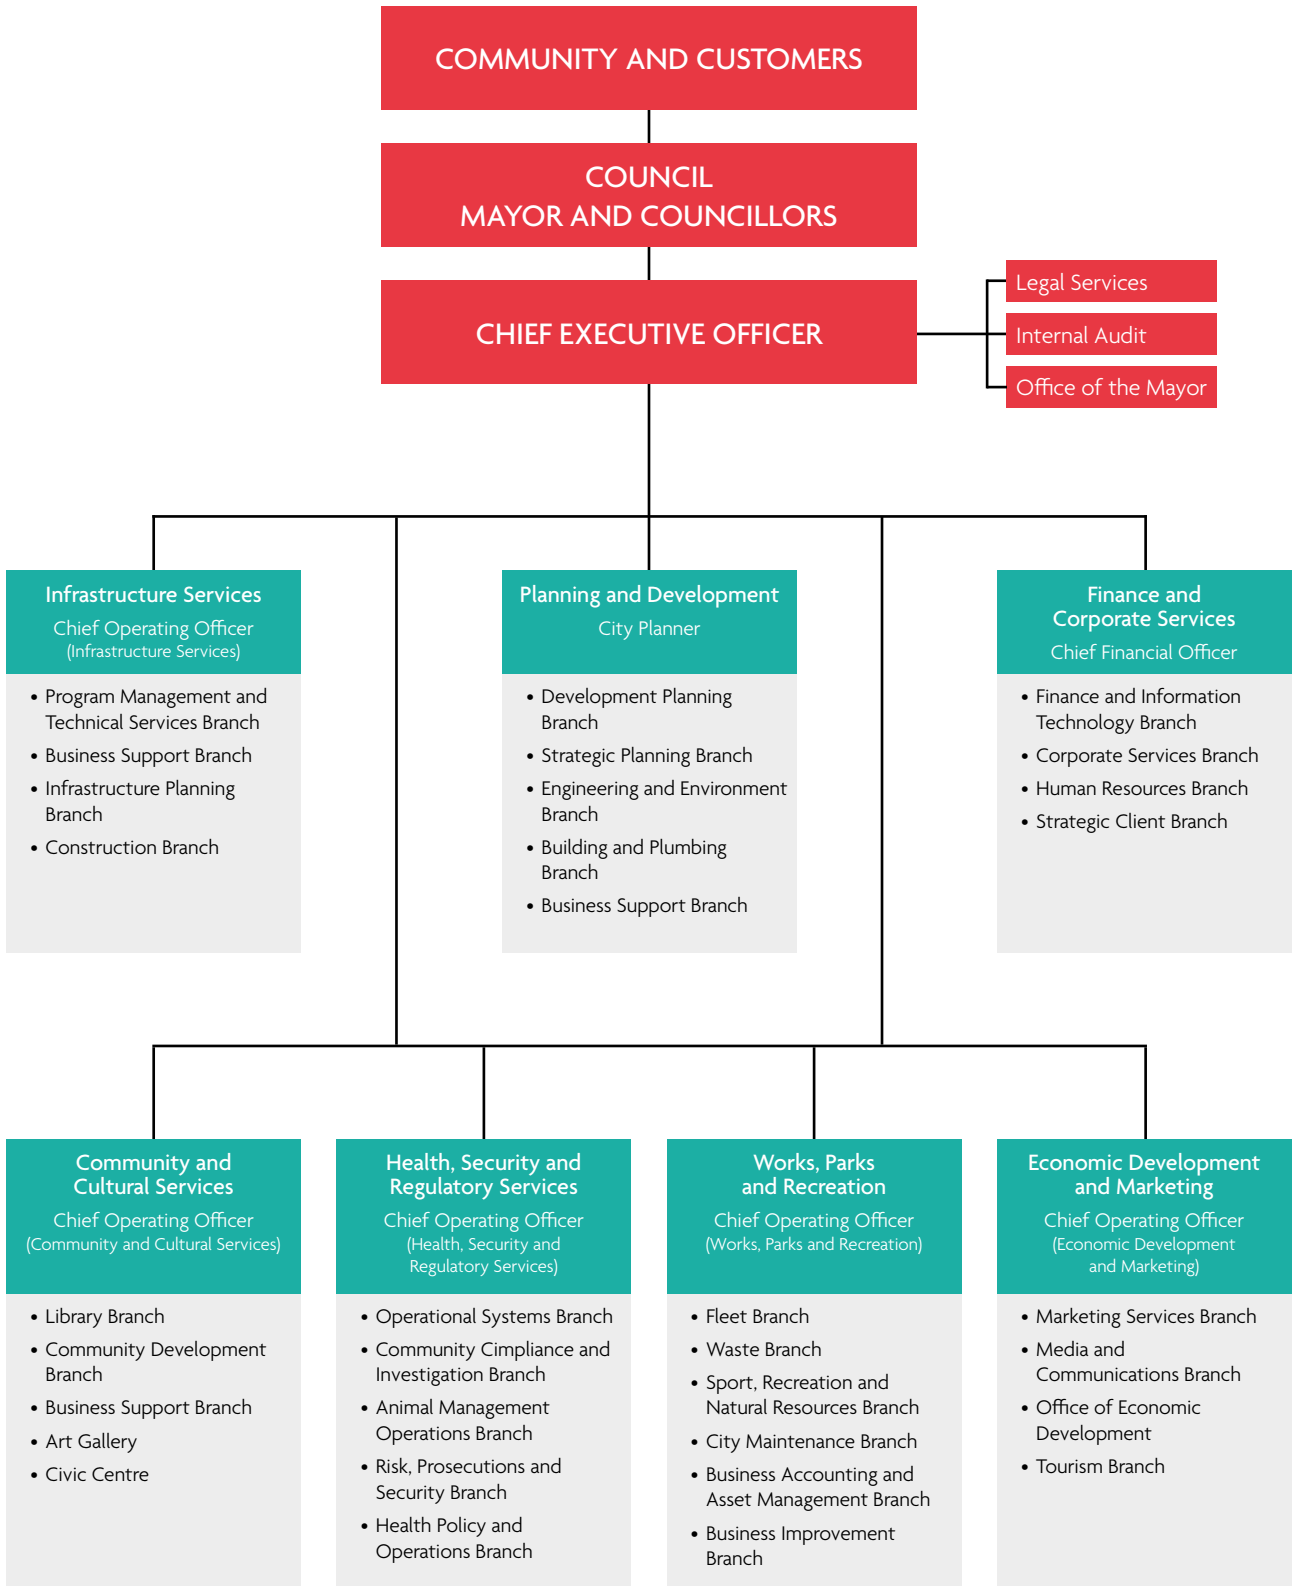 COMMUNITY AND CUSTOMERS
COUNCIL
MAYOR AND COUNCILLORS
CHIEF EXECUTIVE OFFICER
Legal Services
Internal Audit
Office of the Mayor
Infrastructure Services
Chief Operating Officer
(Infrastructure Services)
• Program Management and
Technical Services Branch
• Business Support Branch
• Infrastructure Planning
Branch
• Construction Branch
Planning and Development
City Planner
• Development Planning
Branch
• Strategic Planning Branch
• Engineering and Environment
Branch
• Building and Plumbing
Branch
• Business Support Branch
Finance and
Corporate Services
Chief Financial Officer
• Finance and Information
Technology Branch
• Corporate Services Branch
• Human Resources Branch
• Strategic Client Branch
Community and
Cultural Services
Chief Operating Officer
(Community and Cultural Services)
• Library Branch
• Community Development
Branch
• Business Support Branch
• Art Gallery
• Civic Centre
Health, Security and
Regulatory Services
Chief Operating Officer
(Health, Security and
Regulatory Services)
• Operational Systems Branch
• Community Cimpliance and
Investigation Branch
• Animal Management
Operations Branch
• Risk, Prosecutions and
Security Branch
• Health Policy and
Operations Branch
Works, Parks
and Recreation
Chief Operating Officer
(Works, Parks and Recreation)
• Fleet Branch
• Waste Branch
• Sport, Recreation and
Natural Resources Branch
• City Maintenance Branch
• Business Accounting and
Asset Management Branch
• Business Improvement
Branch
Economic Development
and Marketing
Chief Operating Officer
(Economic Development
and Marketing)
• Marketing Services Branch
• Media and
Communications Branch
• Office of Economic
Development
• Tourism Branch